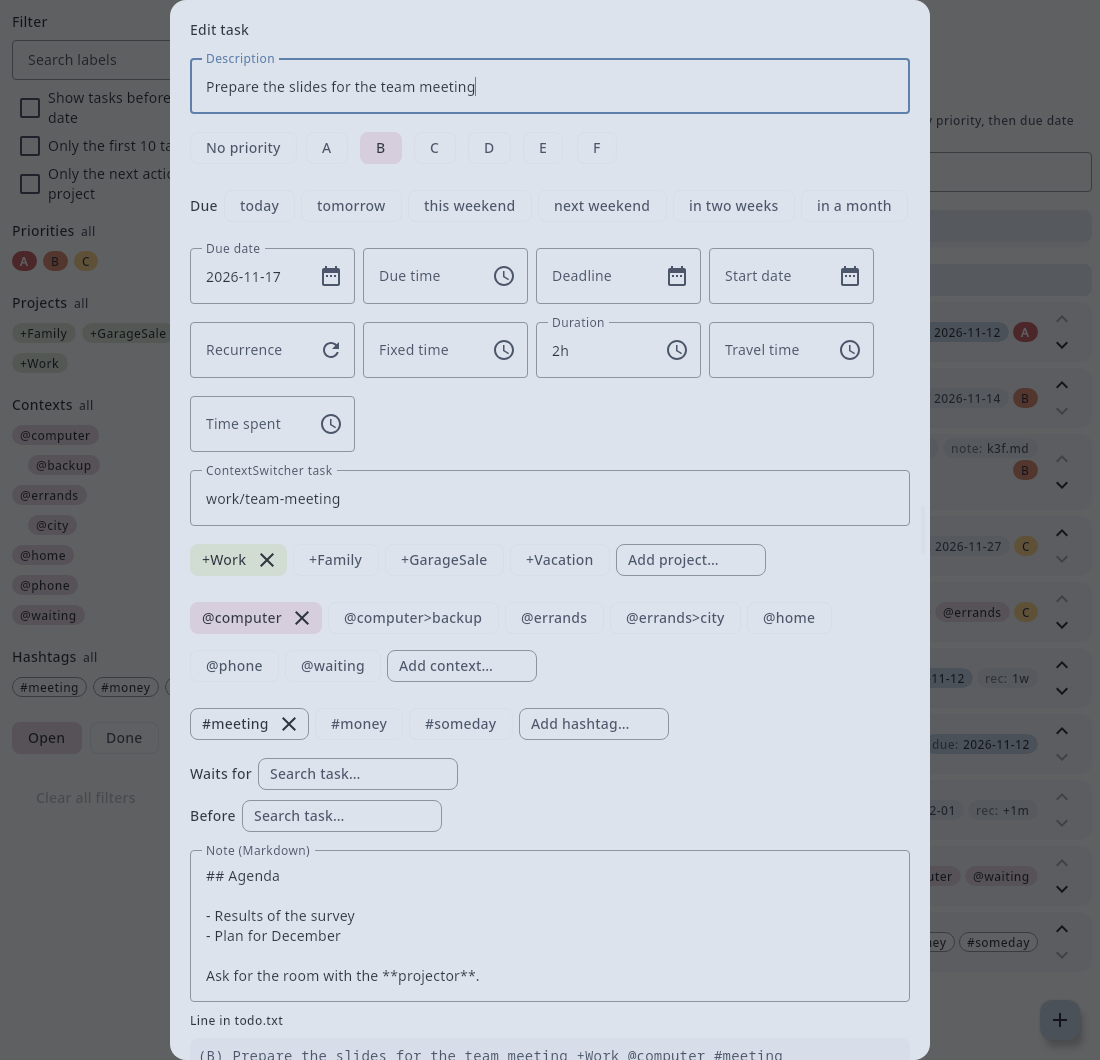 Filter
Search labels
Show tasks before
date
Only the first 10 ta
Only the next actio
project
Priorities all
A B C
Projects all
+Family +GarageSale
+Work
Contexts all
@computer
@backup
@errands
@city
@home
@phone
@waiting
Hashtags all
#meeting #money
Open Done
Clear all filters
Edit task
Description
Prepare the slides for the team meeting
No priority A B C D E F
Due today tomorrow this weekend next weekend in two weeks in a month
Due date
2026-11-17
Due time
Deadline
Start date
Recurrence
Fixed time
Duration
2h
Travel time
Time spent
ContextSwitcher task
work/team-meeting
+Work +Family +GarageSale +Vacation Add project...
@computer @computer>backup @errands @errands>city @home
@phone @waiting Add context...
#meeting #money #someday Add hashtag...
Waits for Search task...
Before Search task...
Note (Markdown)
## Agenda
- Results of the survey
- Plan for December
Ask for the room with the **projector**.
Line in todo.txt
(B) Prepare the slides for the team meeting +Work @computer #meeting
priority, then due date
2026-11-12 A
2026-11-14 B
note: k3f.md
B
2026-11-27 C
@errands C
11-12 rec: 1w
due: 2026-11-12
2-01 rec: +1m
uter @waiting
ney #someday